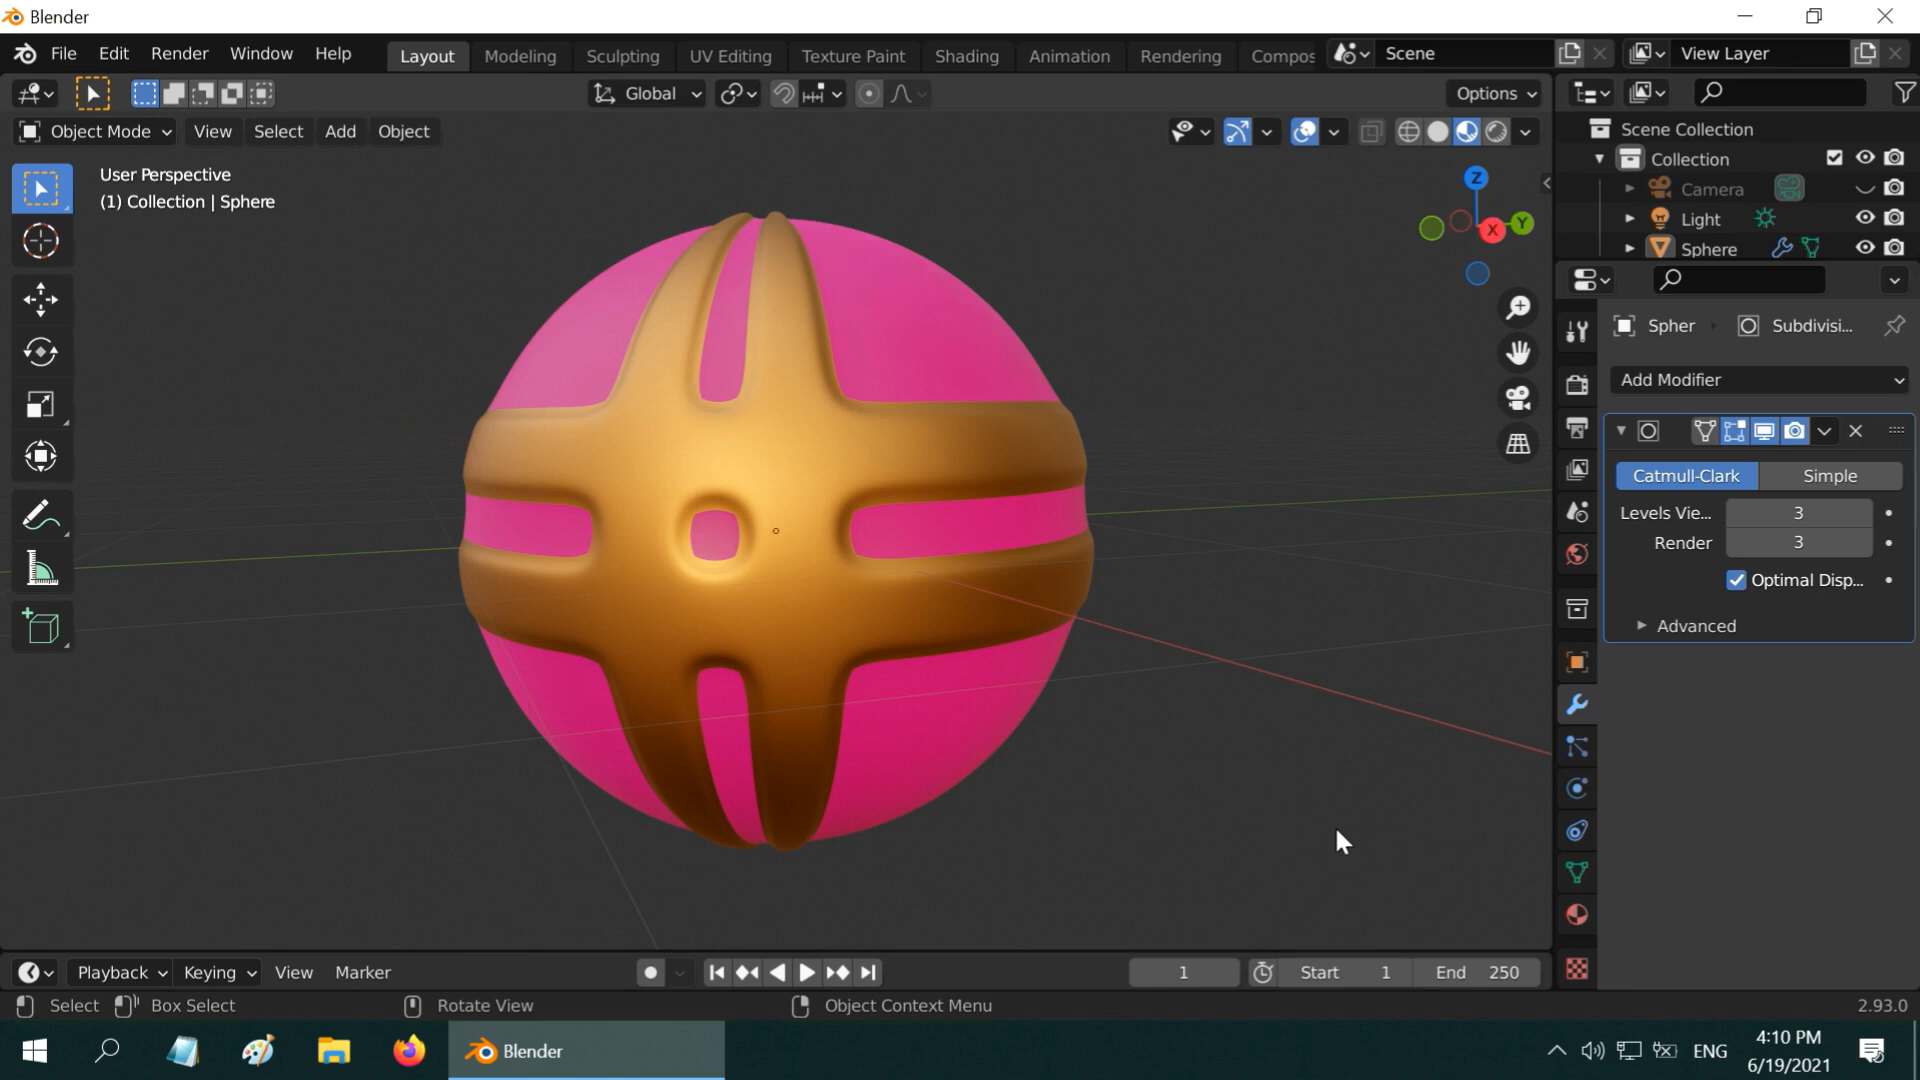 Blender
File Edit Render Window Help Layout Modeling Sculpting UV Editing Texture Paint Shading Animation Rendering Compos Scene View Layer
Global Options
Object Mode View Select Add Object
User Perspective
(1) Collection | Sphere
Z
Y
X
Scene Collection
Collection
Camera
Light
Sphere
Spher Subdivisi...
Add Modifier
Catmull-Clark Simple
Levels Vie... 3
Render 3
Optimal Disp...
Advanced
Playback Keying View Marker 1 Start 1 End 250
Select Box Select Rotate View Object Context Menu 2.93.0
Blender
ENG
4:10 PM
6/19/2021